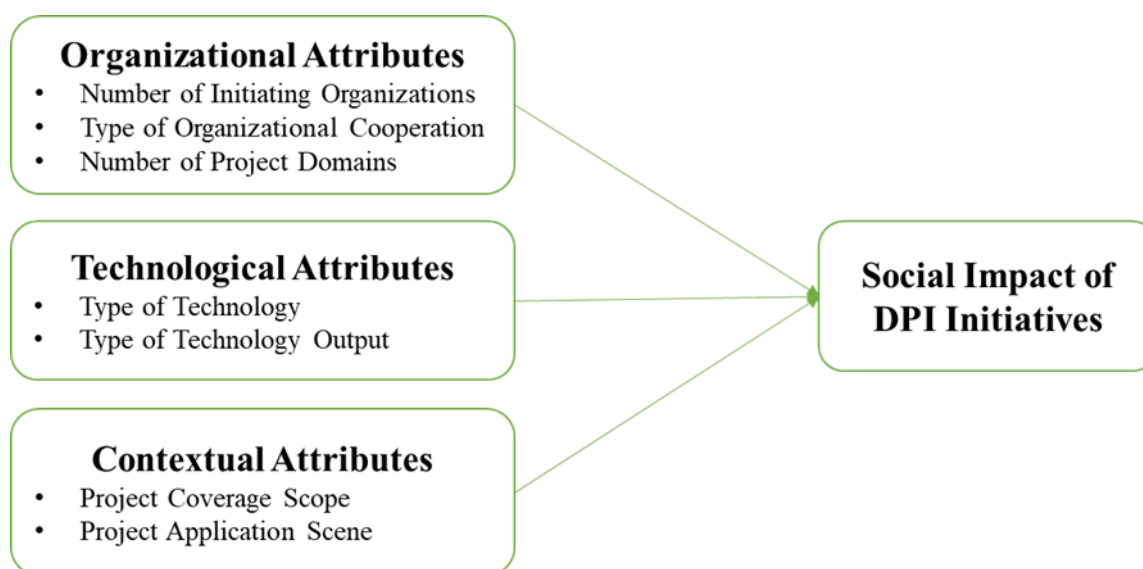 Organizational Attributes
• Number of Initiating Organizations
• Type of Organizational Cooperation
• Number of Project Domains
Technological Attributes
• Type of Technology
• Type of Technology Output
Contextual Attributes
• Project Coverage Scope
• Project Application Scene
Social Impact of
DPI Initiatives